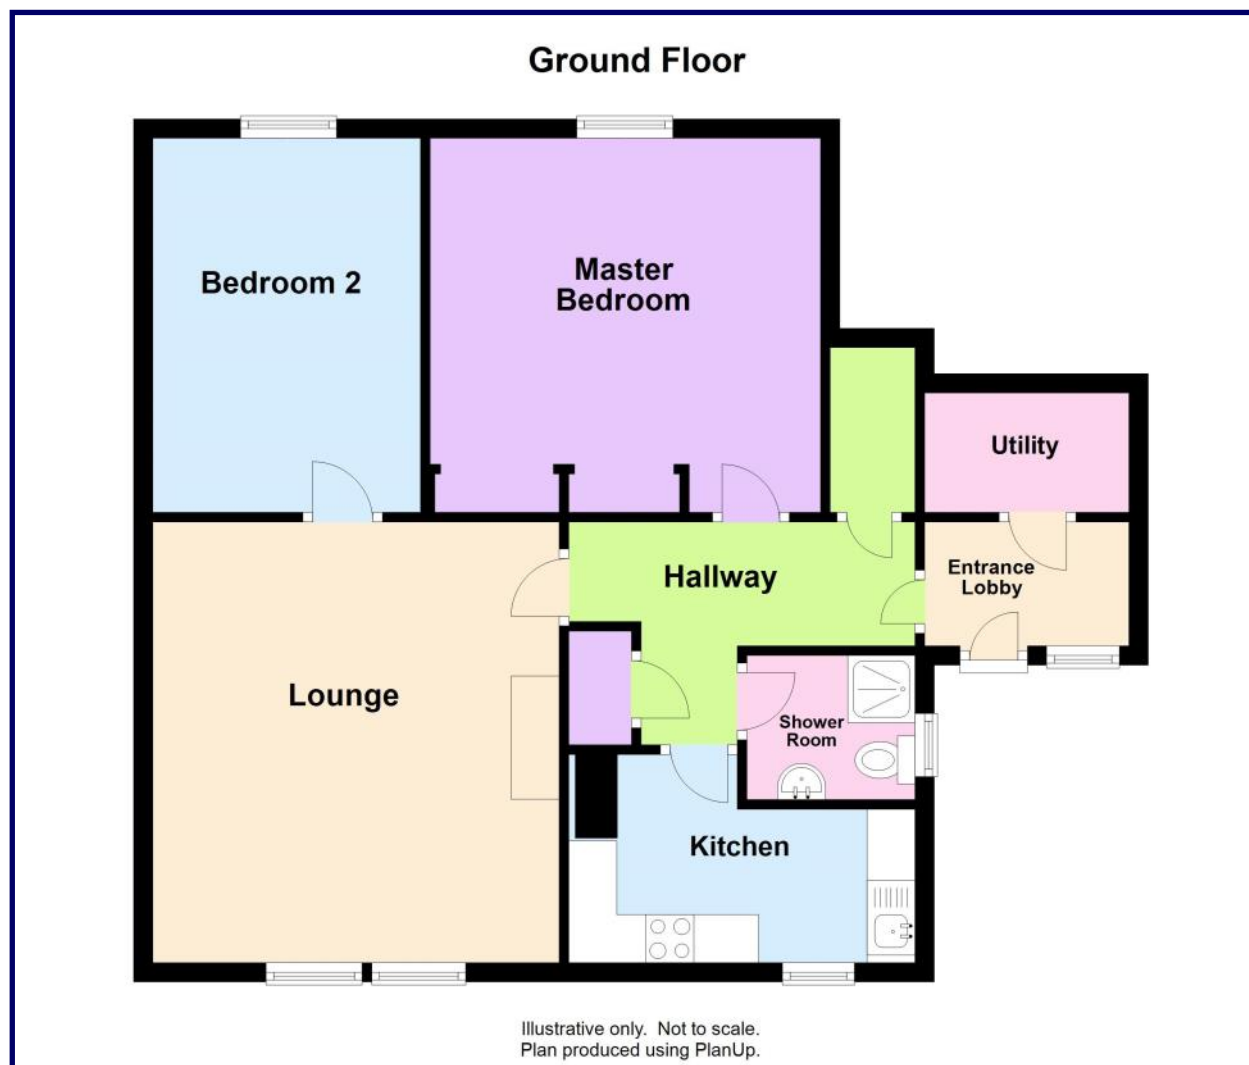 Ground Floor
Bedroom 2
Master
Bedroom
Utility
Entrance
Lobby
Hallway
Lounge
Shower
Room
Kitchen
Illustrative only.  Not to scale.
Plan produced using PlanUp.